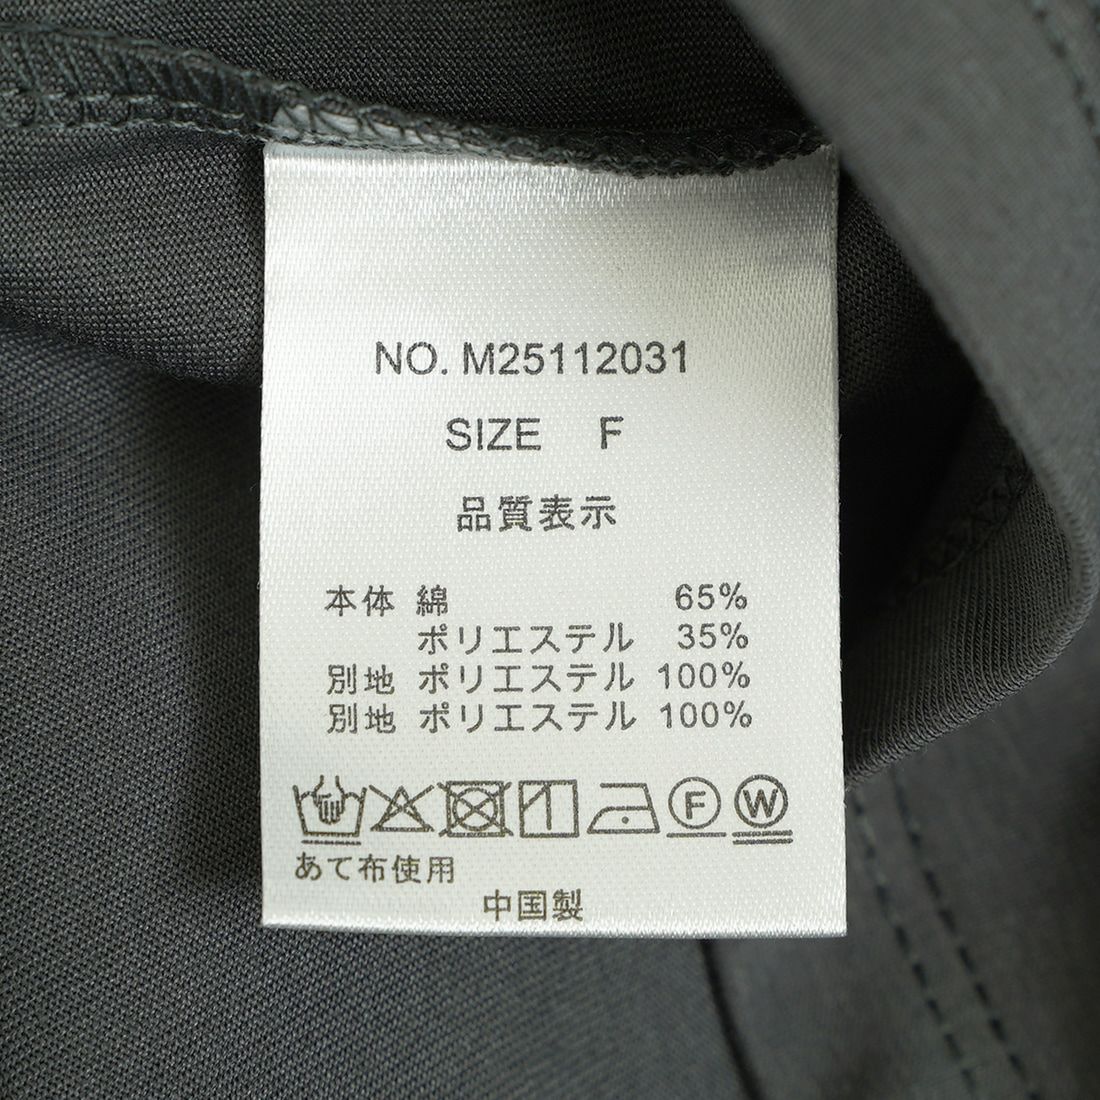 NO. M25112031
SIZE F
品質表示
本体 綿 65%
ポリエステル 35%
別地 ポリエステル 100%
別地 ポリエステル 100%
F W
あて布使用
中国製